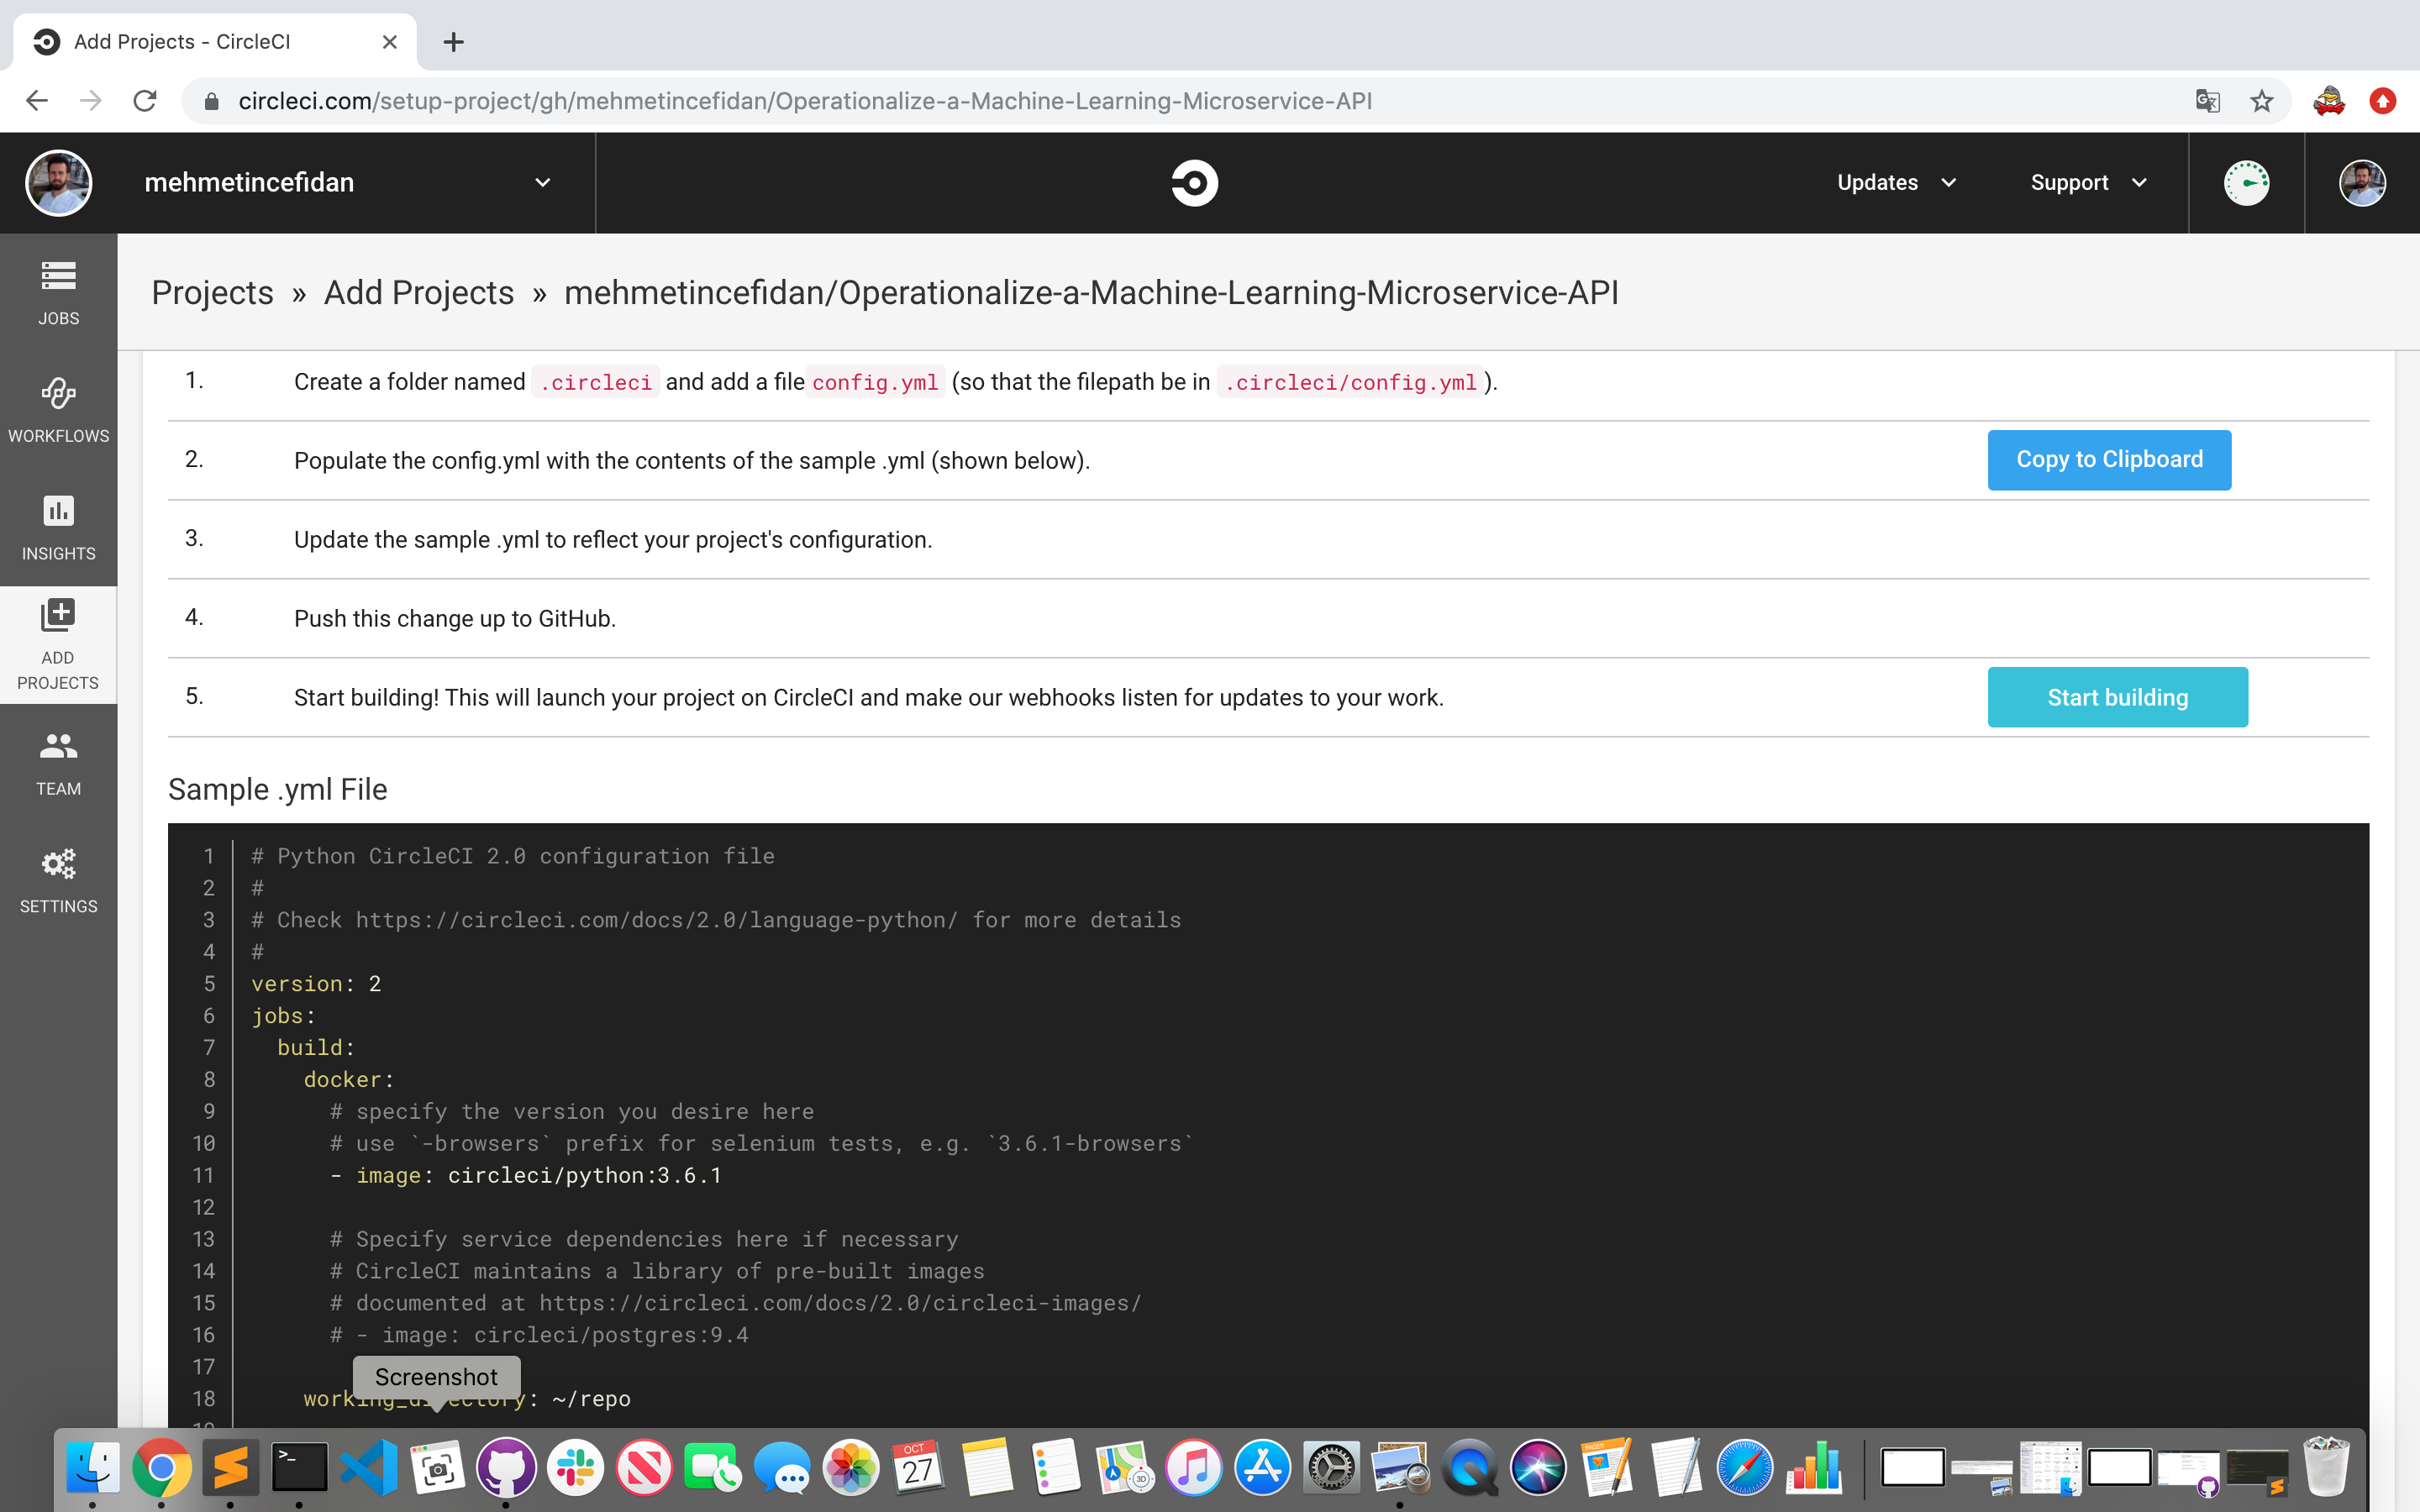 Add Projects - CircleCI
circleci.com/setup-project/gh/mehmetincefidan/Operationalize-a-Machine-Learning-Microservice-API
mehmetincefidan
Updates
Support
JOBS
WORKFLOWS
INSIGHTS
ADD
PROJECTS
TEAM
SETTINGS
Projects » Add Projects » mehmetincefidan/Operationalize-a-Machine-Learning-Microservice-API
1. Create a folder named .circleci and add a file config.yml (so that the filepath be in .circleci/config.yml ).
2. Populate the config.yml with the contents of the sample .yml (shown below).
Copy to Clipboard
3. Update the sample .yml to reflect your project's configuration.
4. Push this change up to GitHub.
5. Start building! This will launch your project on CircleCI and make our webhooks listen for updates to your work.
Start building
Sample .yml File
1 # Python CircleCI 2.0 configuration file
2 #
3 # Check https://circleci.com/docs/2.0/language-python/ for more details
4 #
5 version: 2
6 jobs:
7 build:
8 docker:
9 # specify the version you desire here
10 # use `-browsers` prefix for selenium tests, e.g. `3.6.1-browsers`
11 - image: circleci/python:3.6.1
12
13 # Specify service dependencies here if necessary
14 # CircleCI maintains a library of pre-built images
15 # documented at https://circleci.com/docs/2.0/circleci-images/
16 # - image: circleci/postgres:9.4
17
Screenshot
18 working_directory: ~/repo
OCT
27
PAGES
3D